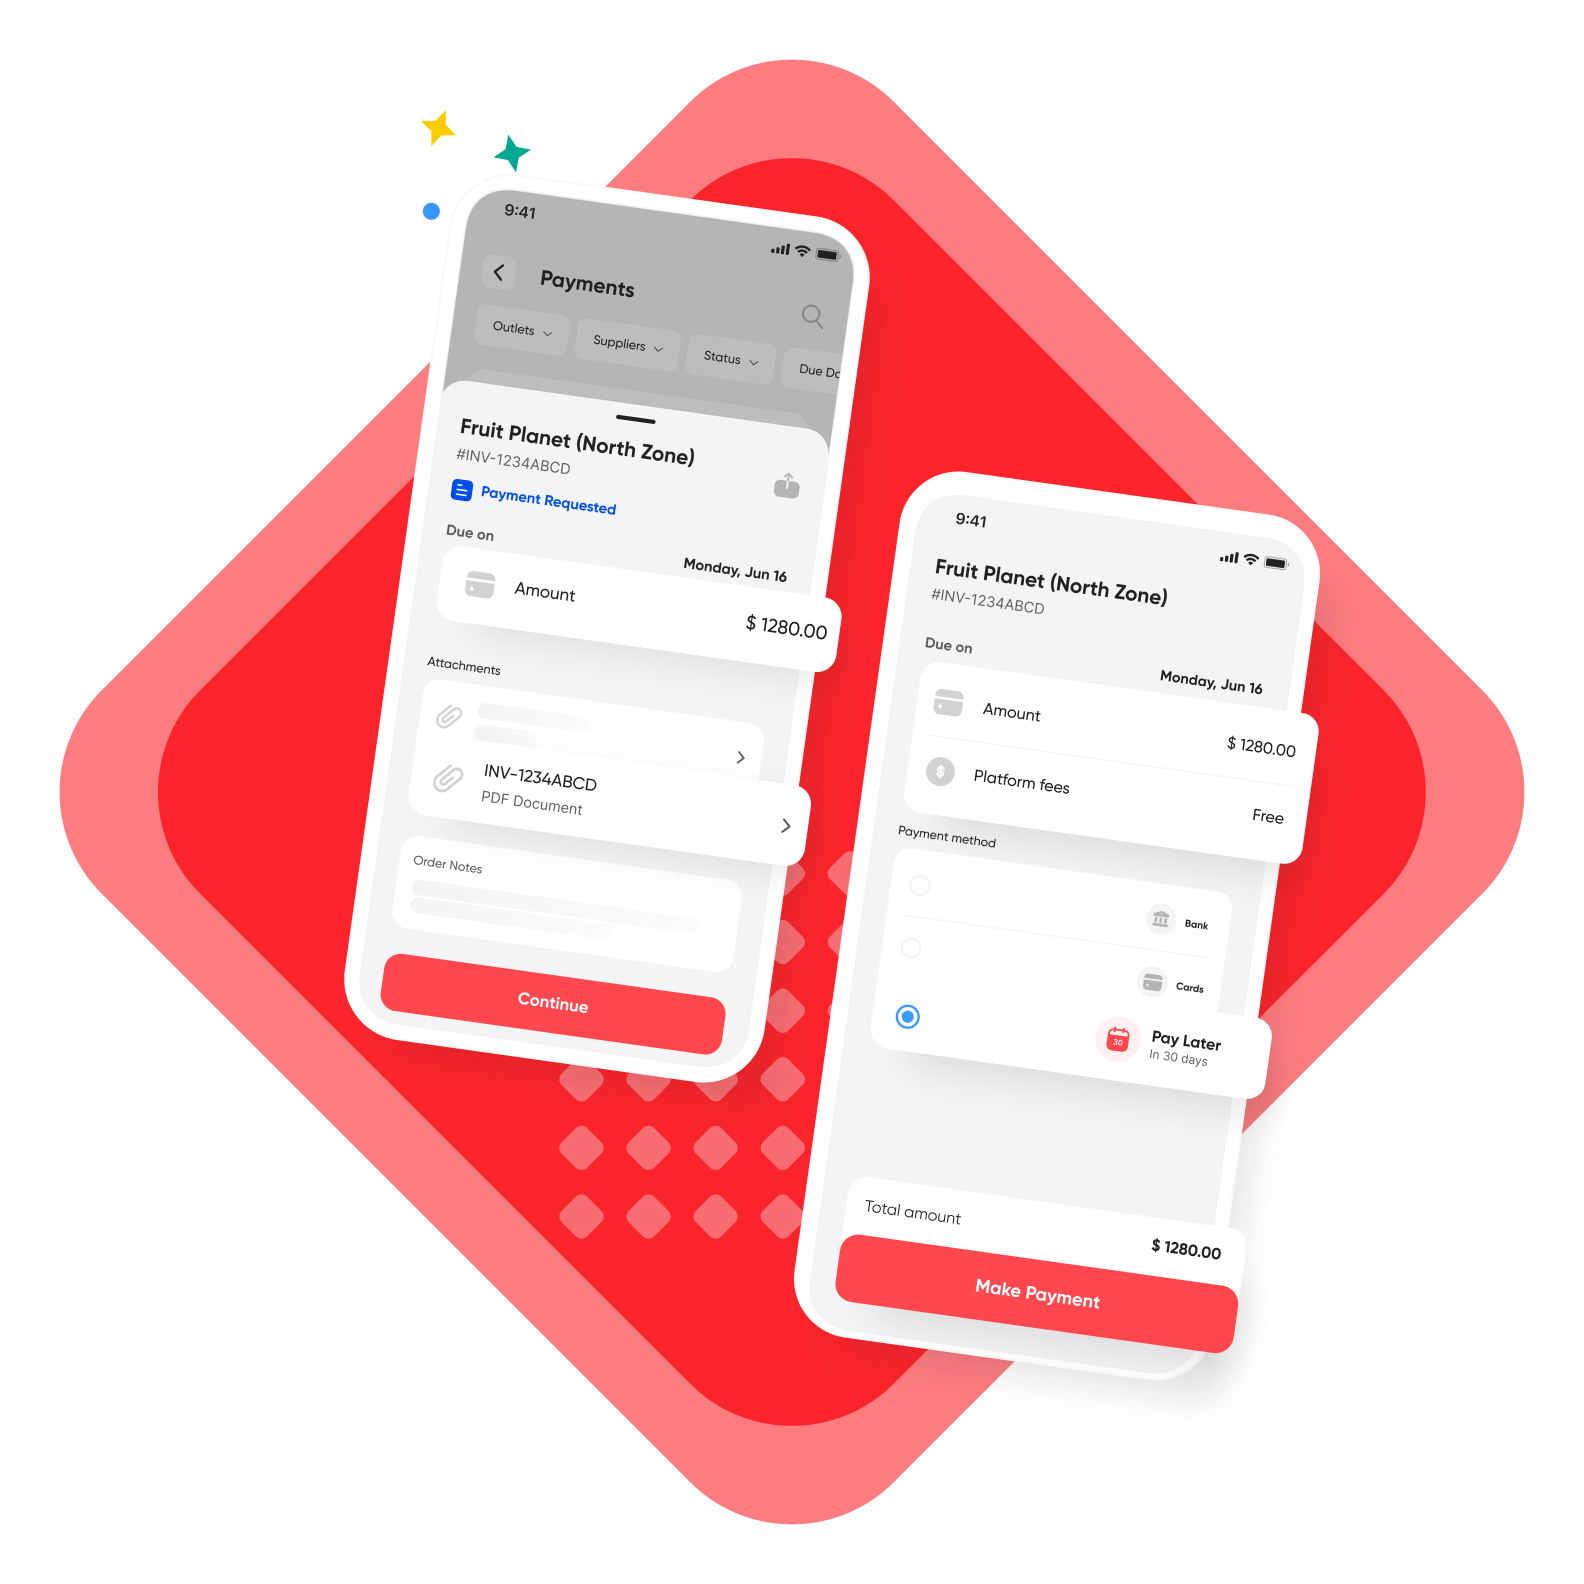 9:41
Payments
Outlets
Suppliers
Status
Due
Fruit Planet (North Zone)
#INV-1234ABCD
Payment Requested
Due on
Monday, Jun 16
Amount
$ 1280.00
Attachments
INV-1234ABCD
PDF Document
Order Notes
Continue
9:41
Fruit Planet (North Zone)
#INV-1234ABCD
Due on
Monday, Jun 16
Amount
$ 1280.00
Platform fees
Free
Payment method
Bank
Cards
30
Pay Later
In 30 days
Total amount
$ 1280.00
Make Payment